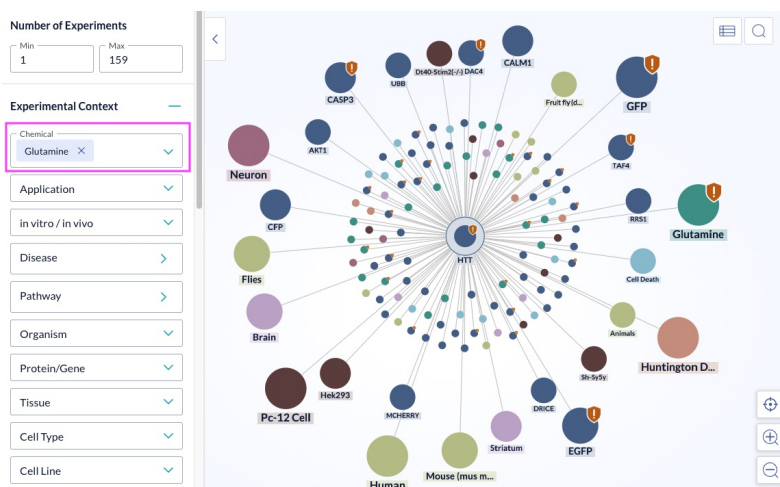 Number of Experiments
Min
1
Max
159
Experimental Context
Chemical
Glutamine
Application
in vitro / in vivo
Disease
Pathway
Organism
Protein/Gene
Tissue
Cell Type
Cell Line
CALM1
Dt40-Stim2(-/-)
DAC4
UBB
CASP3
Fruit fly(d...
GFP
AKT1
TAF4
Neuron
CFP
RRS1
Glutamine
HTT
Flies
Cell Death
Brain
Animals
Huntington D...
Sh-Sy5y
Hek293
Pc-12 Cell
MCHERRY
DRICE
EGFP
Striatum
Mouse (mus m...
Human